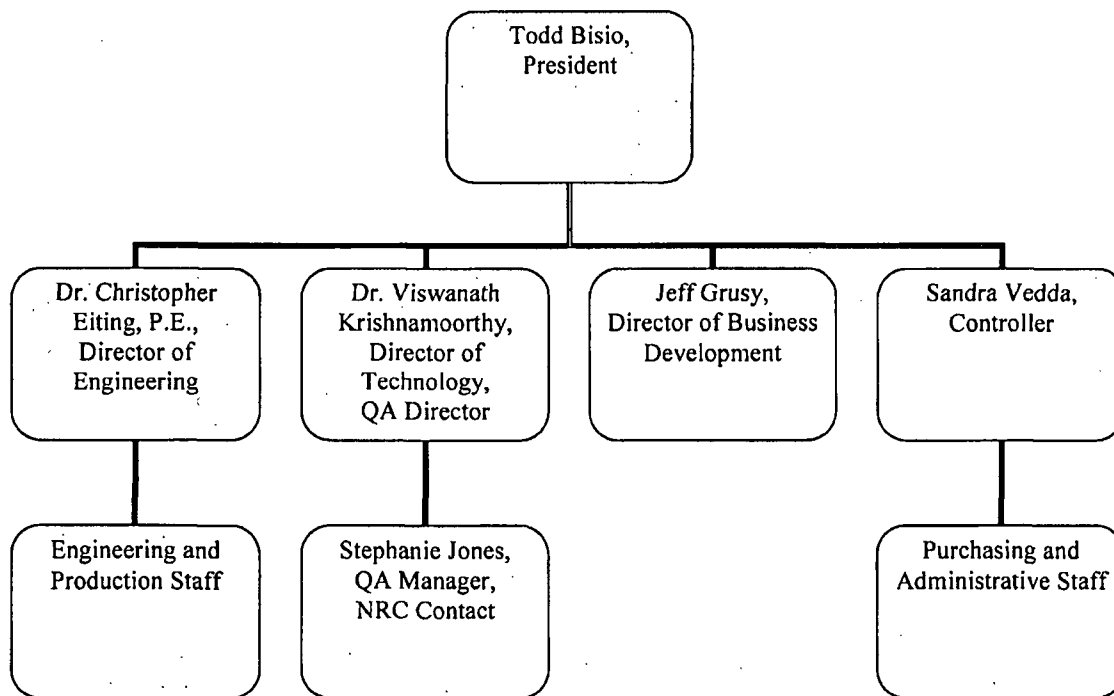 Todd Bisio,
President
Dr. Christopher
Eiting, P.E.,
Director of
Engineering
Dr. Viswanath
Krishnamoorthy,
Director of
Technology,
QA Director
Jeff Grusy,
Director of Business
Development
Sandra Vedda,
Controller
Engineering and
Production Staff
Stephanie Jones,
QA Manager,
NRC Contact
Purchasing and
Administrative Staff